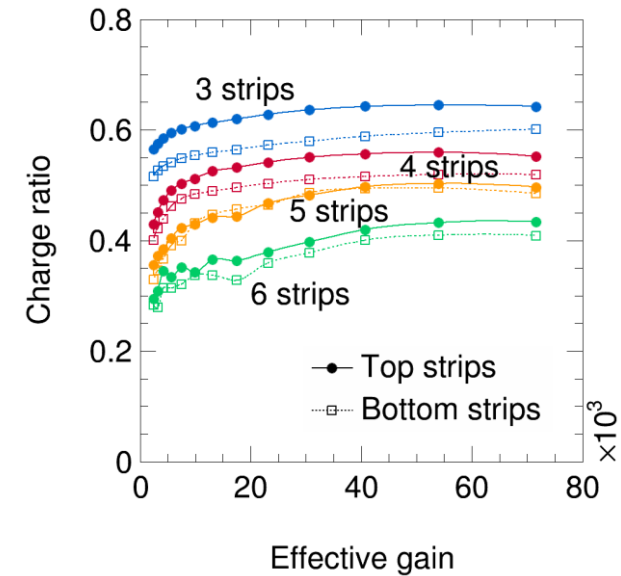 0.8
0.6
0.4
0.2
0
Charge ratio
3 strips
4 strips
5 strips
6 strips
Top strips
Bottom strips
0 20 40 60 80
×10³
Effective gain